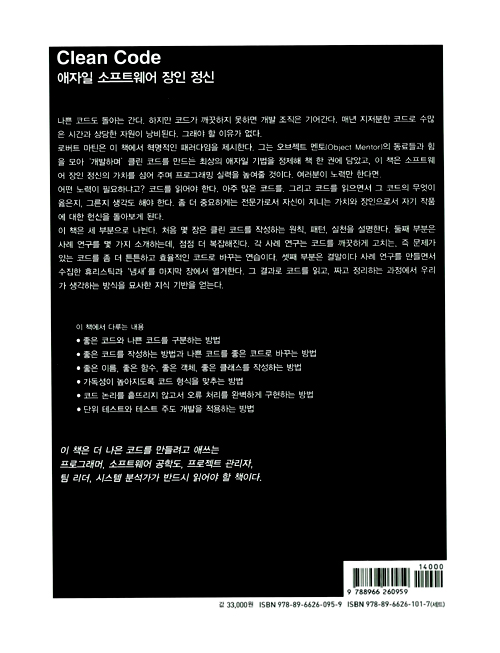 Clean Code
애자일 소프트웨어 장인 정신
나쁜 코드도 돌아는 간다. 하지만 코드가 깨끗하지 못하면 개발 조직은 기어간다. 매년 지저분한 코드로 수많
은 시간과 상당한 자원이 낭비된다. 그래야 할 이유가 없다.
로버트 마틴은 이 책에서 혁명적인 패러다임을 제시한다. 그는 오브젝트 멘토(Object Mentor)의 동료들과 힘
을 모아 '개발하며' 클린 코드를 만드는 최상의 애자일 기법을 정제해 책 한 권에 담았고, 이 책은 소프트웨
어 장인 정신의 가치를 심어 주며 프로그래밍 실력을 높여줄 것이다. 여러분이 노력만 한다면.
어떤 노력이 필요하냐고? 코드를 읽어야 한다. 아주 많은 코드를. 그리고 코드를 읽으면서 그 코드의 무엇이
옳은지, 그른지 생각도 해야 한다. 좀 더 중요하게는 전문가로서 자신이 지니는 가치와 장인으로서 자기 작품
에 대한 헌신을 돌아보게 된다.
이 책은 세 부분으로 나뉜다. 처음 몇 장은 클린 코드를 작성하는 원칙, 패턴, 실천을 설명한다. 둘째 부분은
사례 연구를 몇 가지 소개하는데, 점점 더 복잡해진다. 각 사례 연구는 코드를 깨끗하게 고치는, 즉 문제가
있는 코드를 좀 더 튼튼하고 효율적인 코드로 바꾸는 연습이다. 셋째 부분은 결말이다 사례 연구를 만들면서
수집한 휴리스틱과 '냄새'를 마지막 장에서 열거한다. 그 결과로 코드를 읽고, 짜고 정리하는 과정에서 우리
가 생각하는 방식을 묘사한 지식 기반을 얻는다.
이 책에서 다루는 내용
• 좋은 코드와 나쁜 코드를 구분하는 방법
• 좋은 코드를 작성하는 방법과 나쁜 코드를 좋은 코드로 바꾸는 방법
• 좋은 이름, 좋은 함수, 좋은 객체, 좋은 클래스를 작성하는 방법
• 가독성이 높아지도록 코드 형식을 맞추는 방법
• 코드 논리를 흩뜨리지 않고서 오류 처리를 완벽하게 구현하는 방법
• 단위 테스트와 테스트 주도 개발을 적용하는 방법
이 책은 더 나은 코드를 만들려고 애쓰는
프로그래머, 소프트웨어 공학도, 프로젝트 관리자,
팀 리더, 시스템 분석가가 반드시 읽어야 할 책이다.
14000
9 788966 260959
값 33,000원 ISBN 978-89-6626-095-9 ISBN 978-89-6626-101-7(세트)